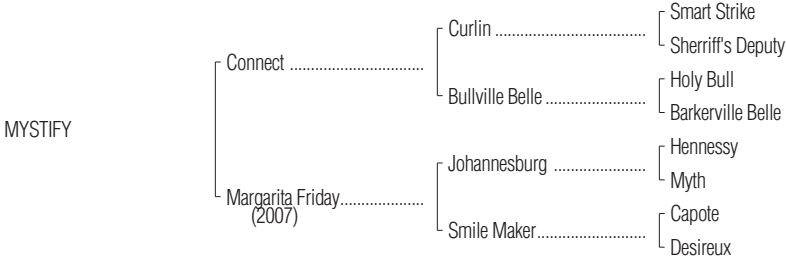 Smart Strike
Curlin ....................................
Sherriff's Deputy
Connect ................................
Holy Bull
Bullville Belle ........................
Barkerville Belle
MYSTIFY
Hennessy
Johannesburg ......................
Myth
Margarita Friday....................
(2007)
Capote
Smile Maker..........................
Desireux